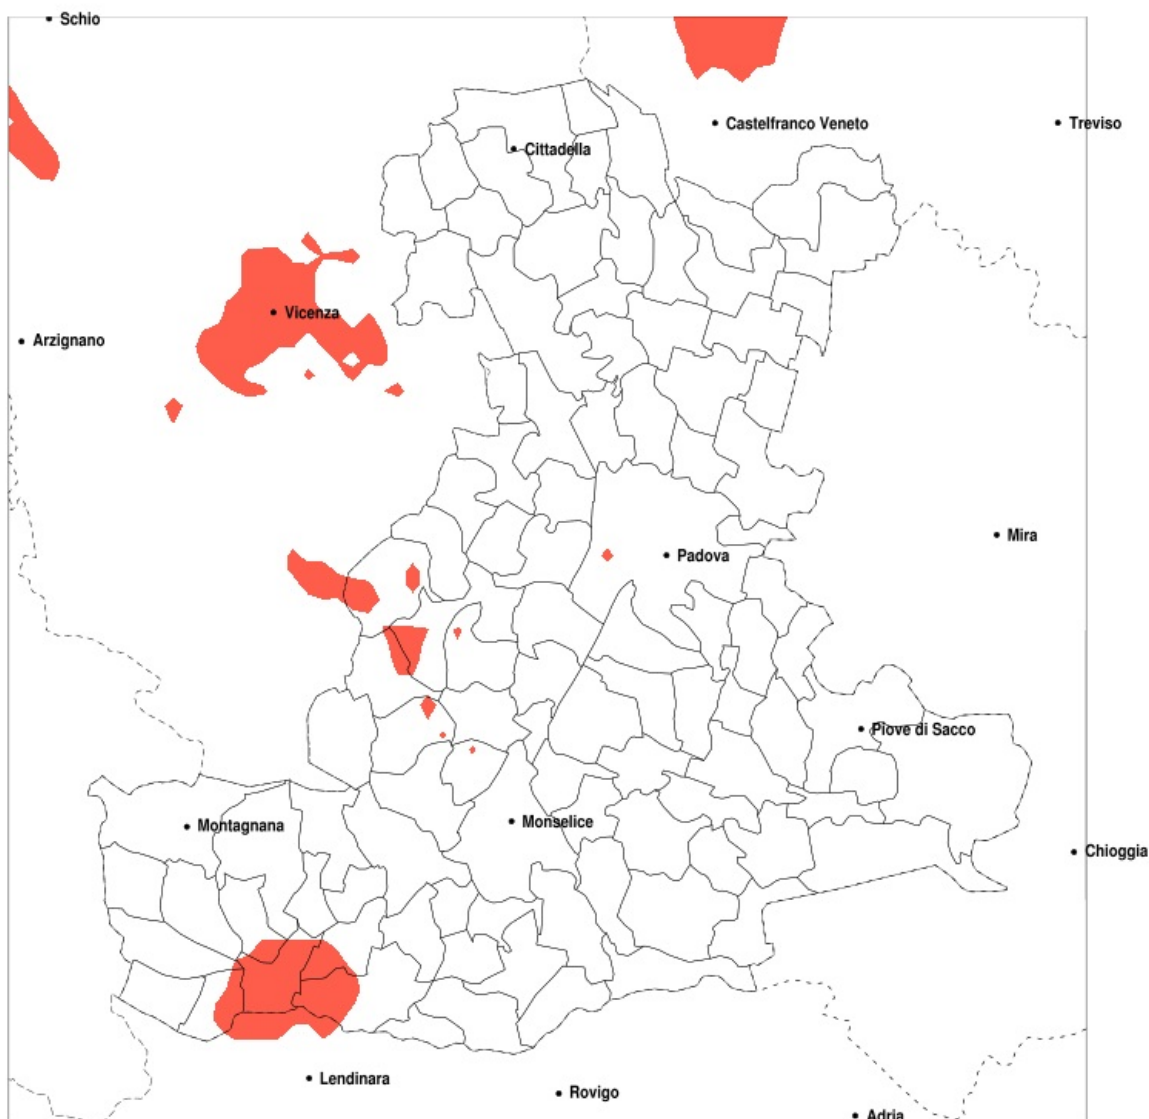 Schio
Castelfranco Veneto
Treviso
Cittadella
Vicenza
Arzignano
Mira
Padova
Piove di Sacco
Monselice
Montagnana
Chioggia
Lendinara
Rovigo
Adria